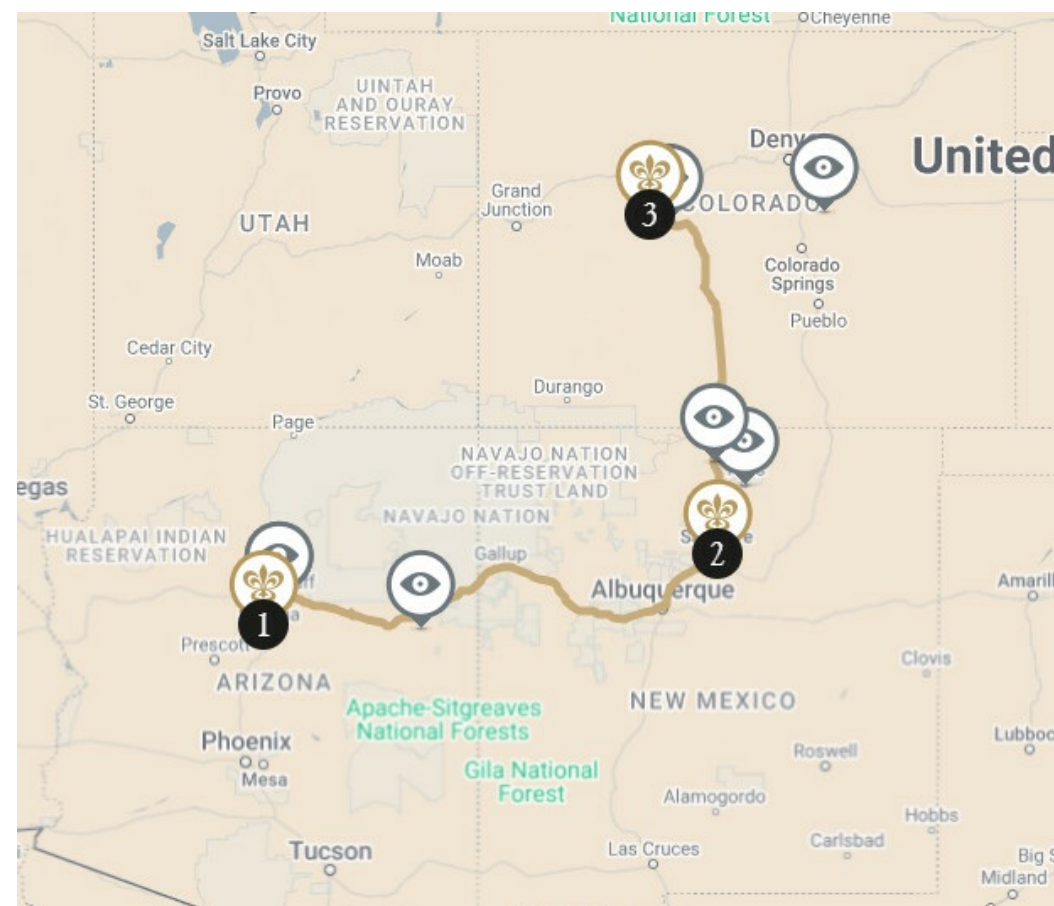 National Forest
Cheyenne
Salt Lake City
Provo
UINTAH
AND OURAY
RESERVATION
United
Grand
Junction
COLORADO
3
UTAH
Moab
Colorado
Springs
Pueblo
Cedar City
Durango
St. George
Page
NAVAJO NATION
OFF-RESERVATION
TRUST LAND
egas
NAVAJO NATION
HUALAPAI INDIAN
RESERVATION
Gallup
2
Albuquerque
Amarill
1
Prescott
ARIZONA
Clovis
NEW MEXICO
Apache-Sitgreaves
National Forests
Phoenix
Mesa
Lubboc
Roswell
Gila National
Forest
Alamogordo
Hobbs
Carlsbad
Tucson
Las Cruces
Big S
Midland